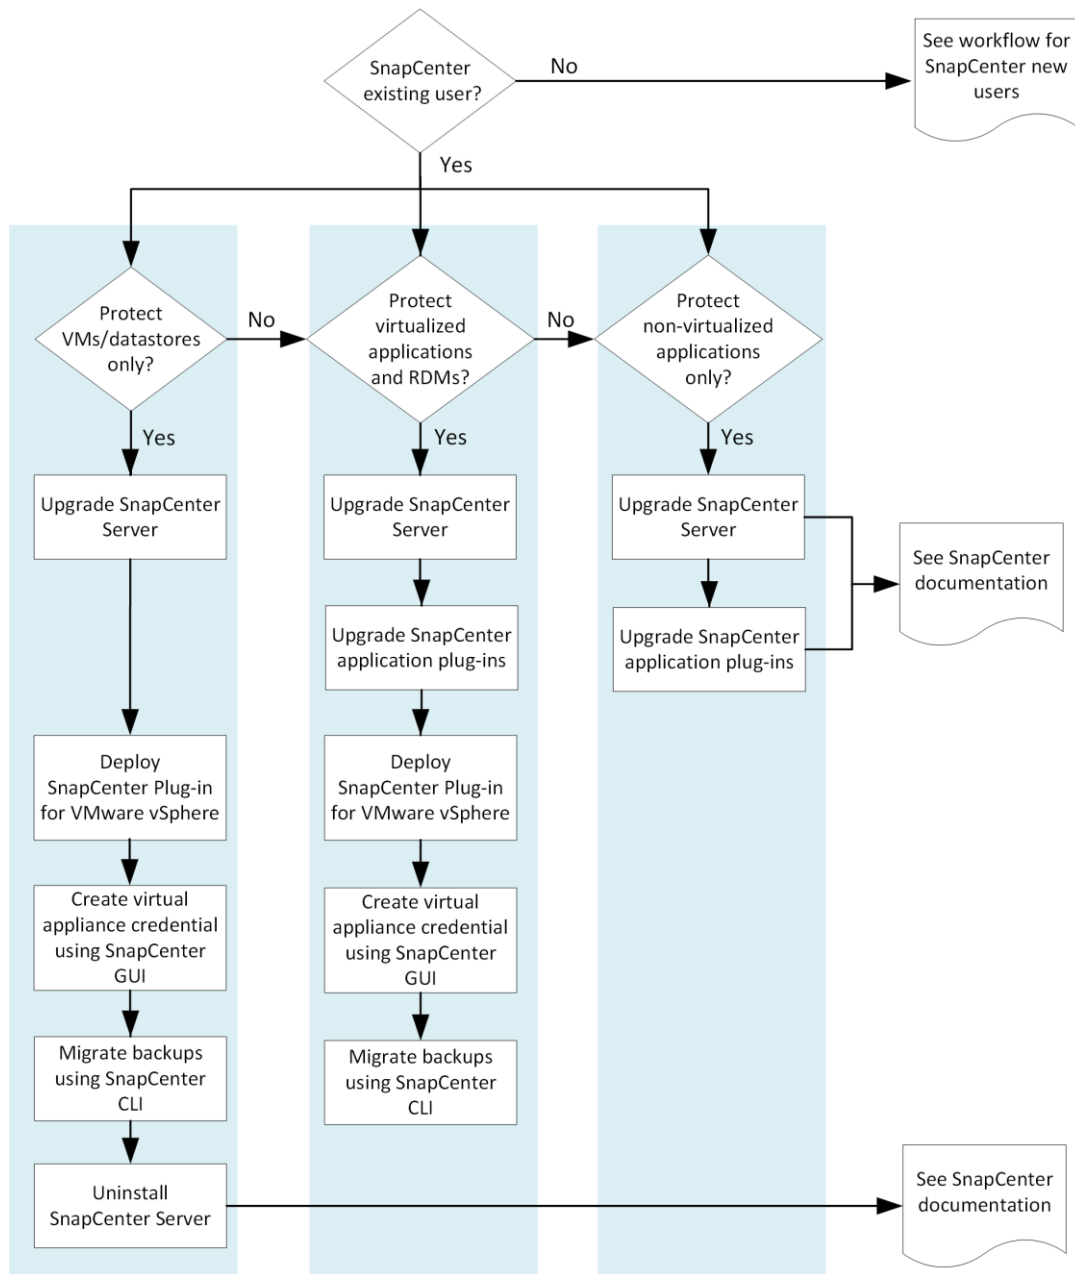 SnapCenter
existing user?
No
See workflow for
SnapCenter new
users
Yes
Protect
VMs/datastores
only?
No
Protect
virtualized
applications
and RDMs?
No
Protect
non-virtualized
applications
only?
Yes
Yes
Yes
Upgrade SnapCenter
Server
Upgrade SnapCenter
Server
Upgrade SnapCenter
Server
See SnapCenter
documentation
Upgrade SnapCenter
application plug-ins
Upgrade SnapCenter
application plug-ins
Deploy
SnapCenter Plug-in
for VMware vSphere
Deploy
SnapCenter Plug-in
for VMware vSphere
Create virtual
appliance credential
using SnapCenter
GUI
Create virtual
appliance credential
using SnapCenter
GUI
Migrate backups
using SnapCenter
CLI
Migrate backups
using SnapCenter
CLI
Uninstall
SnapCenter Server
See SnapCenter
documentation